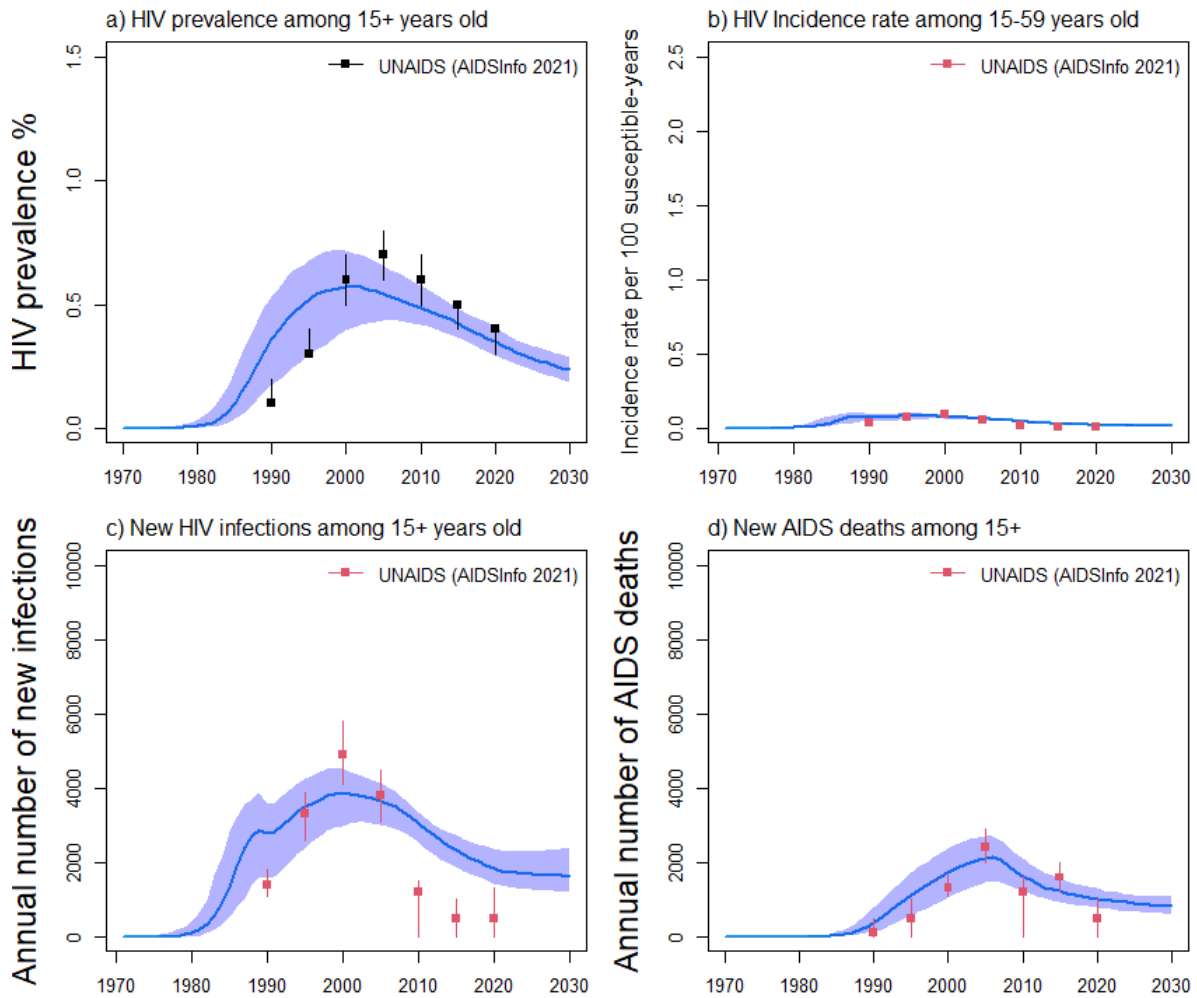 a) HIV prevalence among 15+ years old
HIV prevalence %
1.5
1.0
0.5
0.0
UNAIDS (AIDSInfo 2021)
1970 1980 1990 2000 2010 2020 2030
b) HIV Incidence rate among 15-59 years old
Incidence rate per 100 susceptible-years
2.5
2.0
1.5
1.0
0.5
0.0
UNAIDS (AIDSInfo 2021)
1970 1980 1990 2000 2010 2020 2030
c) New HIV infections among 15+ years old
Annual number of new infections
10000
8000
6000
4000
2000
0
UNAIDS (AIDSInfo 2021)
1970 1980 1990 2000 2010 2020 2030
d) New AIDS deaths among 15+
Annual number of AIDS deaths
10000
8000
6000
4000
2000
0
UNAIDS (AIDSInfo 2021)
1970 1980 1990 2000 2010 2020 2030